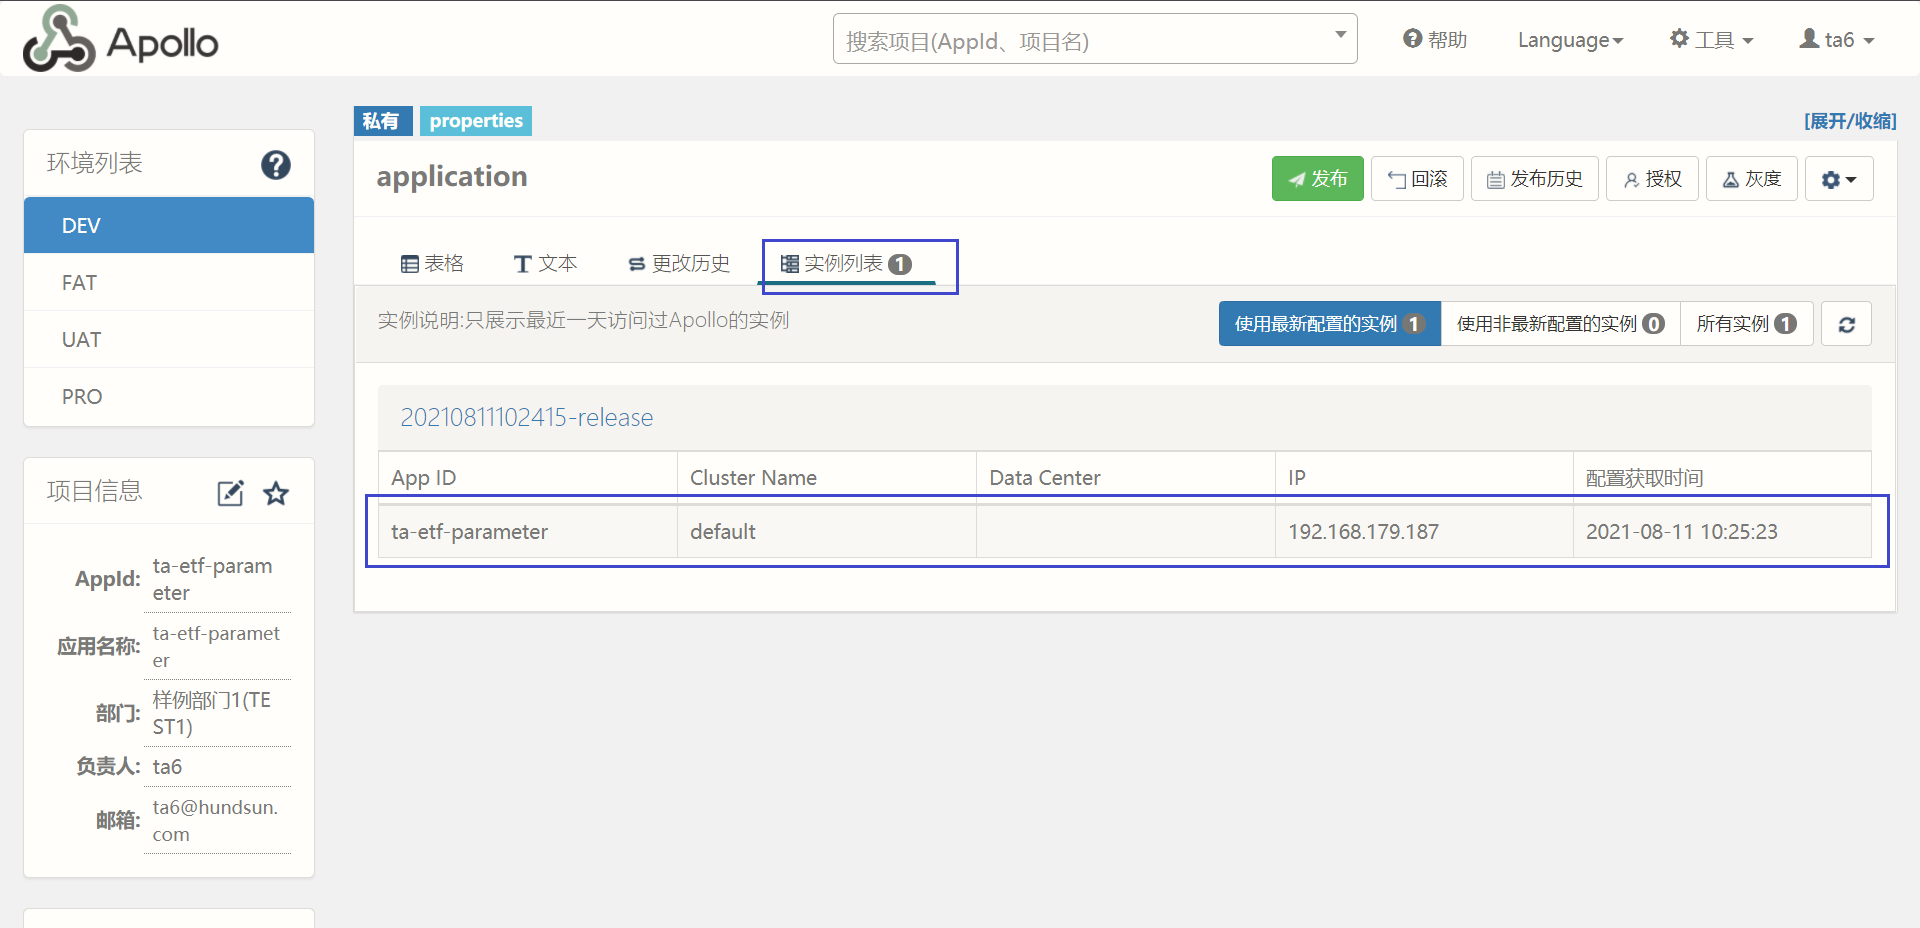 Apollo
搜索项目(AppId、项目名)
帮助
Language
工具
ta6
环境列表
DEV
FAT
UAT
PRO
项目信息
AppId:
ta-etf-param
eter
应用名称:
ta-etf-paramet
er
部门:
样例部门1(TE
ST1)
负责人:
ta6
邮箱:
ta6@hundsun.
com
私有
properties
[展开/收缩]
application
发布
回滚
发布历史
授权
灰度
表格
文本
更改历史
实例列表 1
实例说明:只展示最近一天访问过Apollo的实例
使用最新配置的实例 1
使用非最新配置的实例 0
所有实例 1
20210811102415-release
App ID
Cluster Name
Data Center
IP
配置获取时间
ta-etf-parameter
default
192.168.179.187
2021-08-11 10:25:23